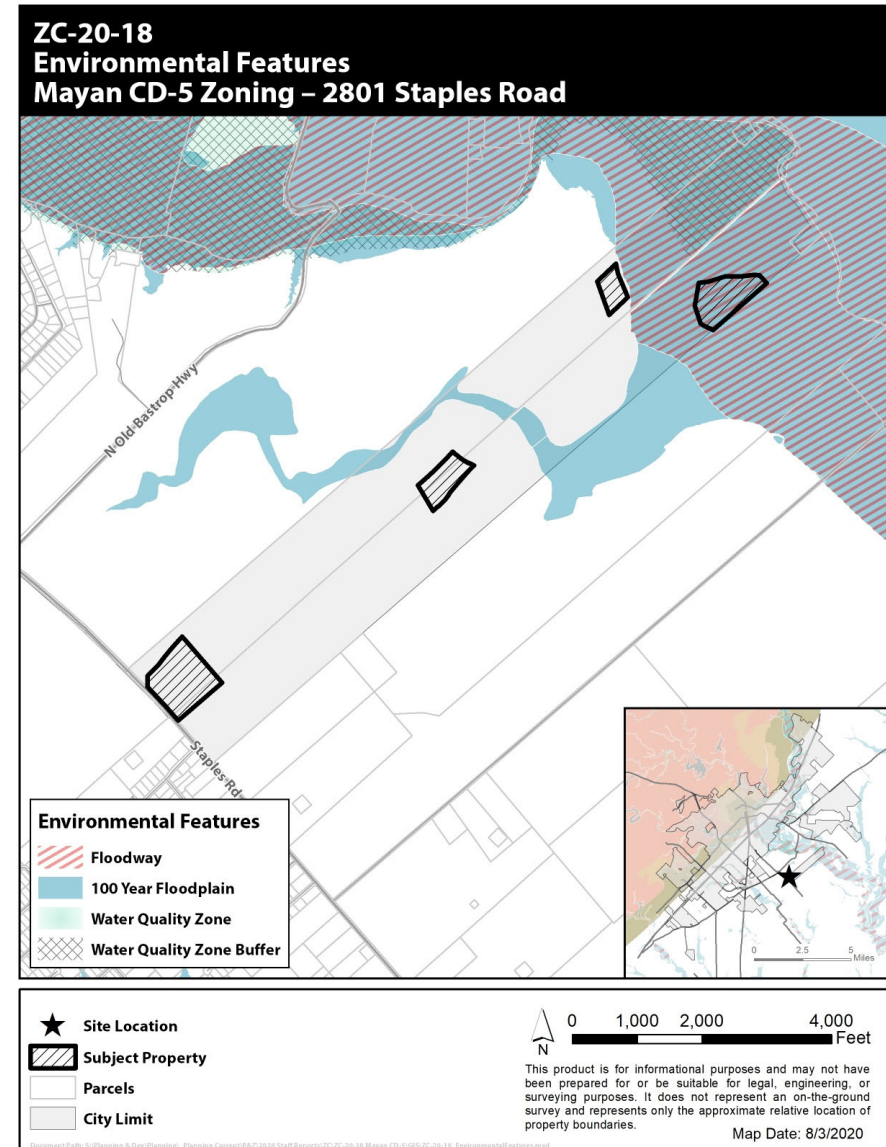 ZC-20-18
Environmental Features
Mayan CD-5 Zoning – 2801 Staples Road
N Old Bastrop Hwy
Staples Rd
Environmental Features
Floodway
100 Year Floodplain
Water Quality Zone
Water Quality Zone Buffer
0 2.5 5
Miles
Site Location
Subject Property
Parcels
City Limit
N
0 1,000 2,000 4,000
Feet
This product is for informational purposes and may not have
been prepared for or be suitable for legal, engineering, or
surveying purposes. It does not represent an on-the-ground
survey and represents only the approximate relative location of
property boundaries.
Map Date: 8/3/2020